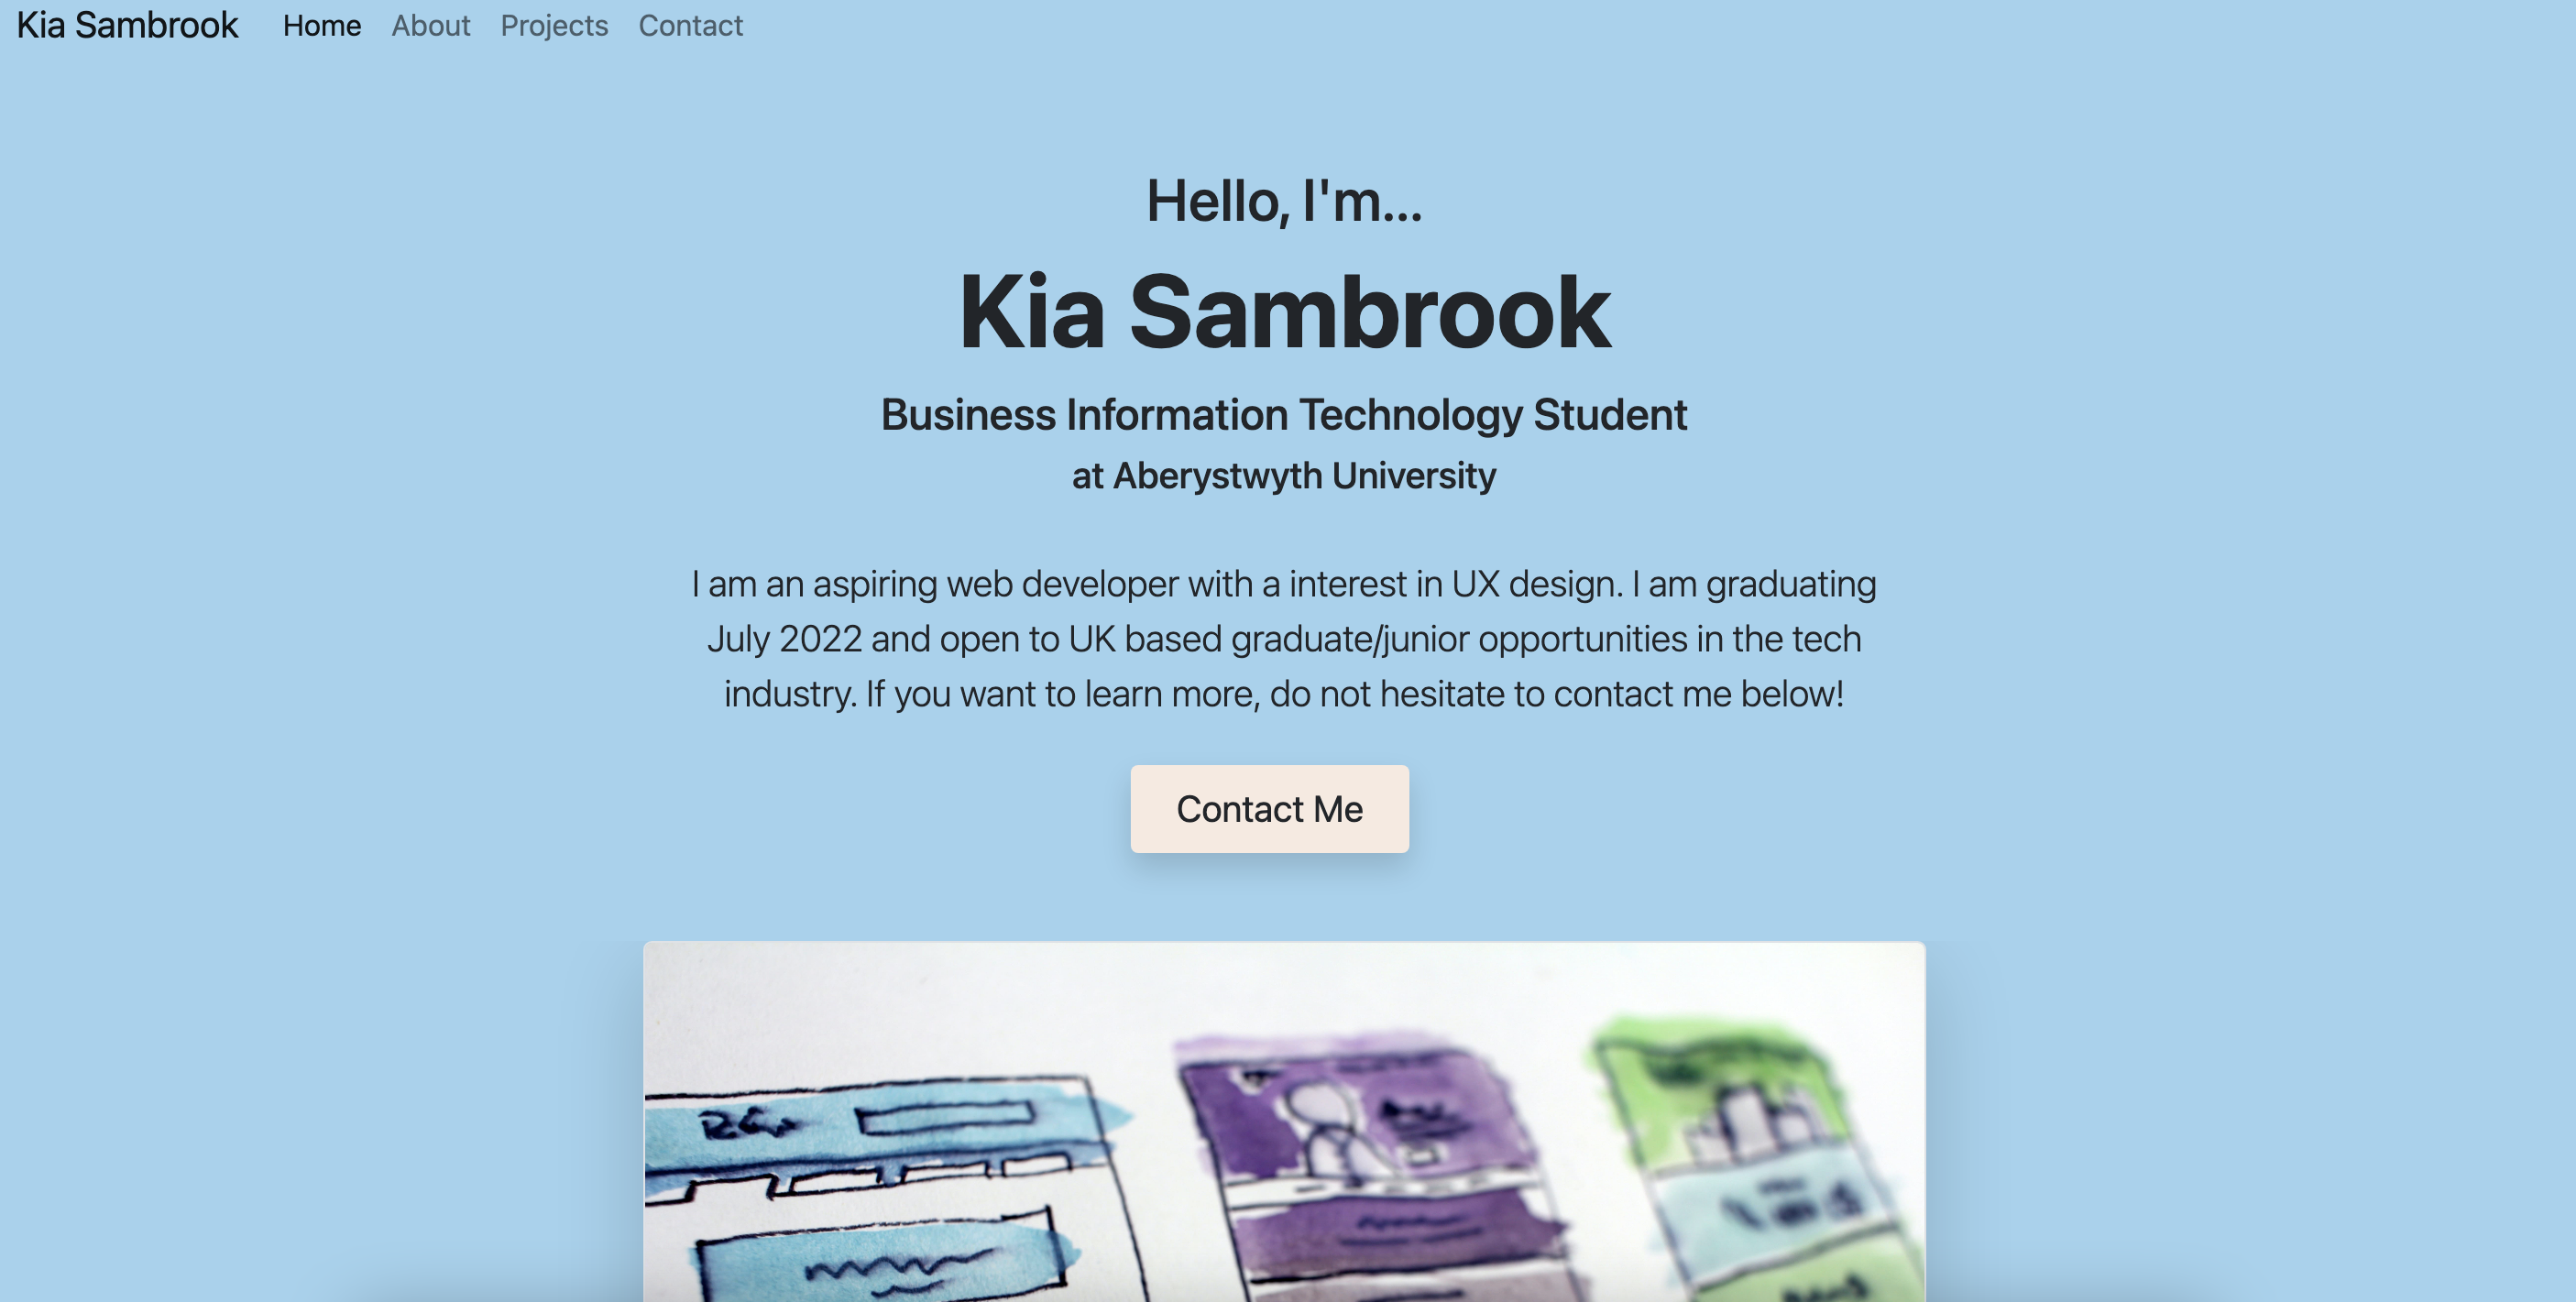 Kia Sambrook Home About Projects Contact
Hello, I'm...
Kia Sambrook
Business Information Technology Student
at Aberystwyth University
I am an aspiring web developer with a interest in UX design. I am graduating
July 2022 and open to UK based graduate/junior opportunities in the tech
industry. If you want to learn more, do not hesitate to contact me below!
Contact Me